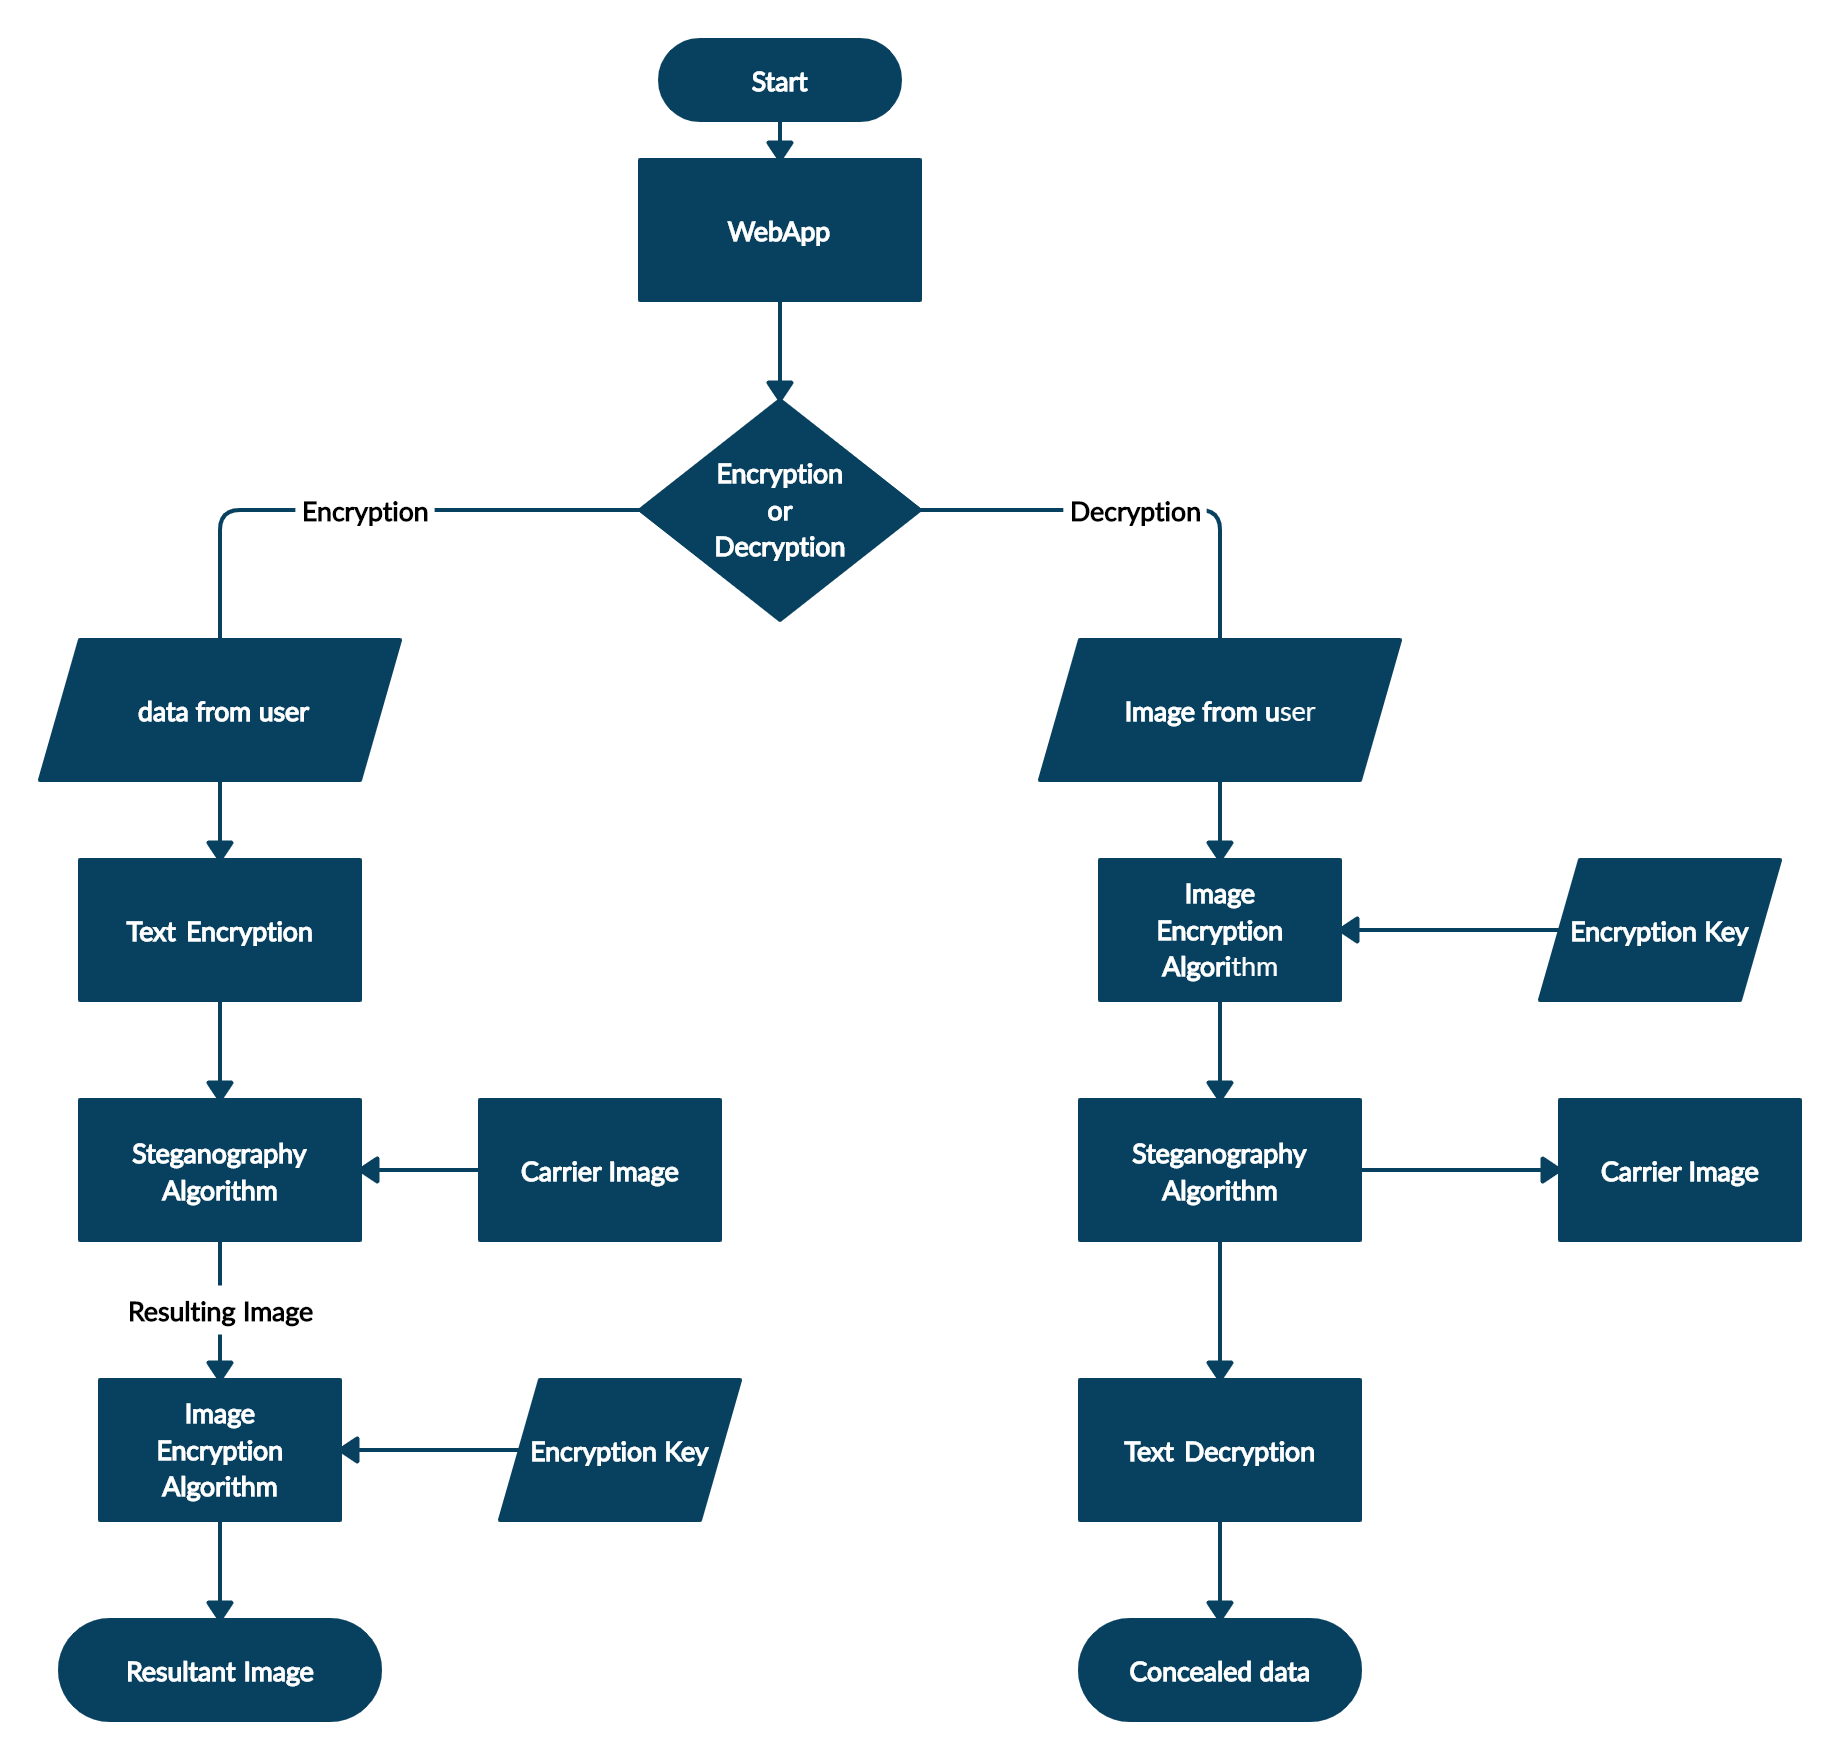 Start
WebApp
Encryption
or
Decryption
Encryption
Decryption
data from user
Image from user
Text Encryption
Image
Encryption
Algorithm
Encryption Key
Steganography
Algorithm
Carrier Image
Steganography
Algorithm
Carrier Image
Resulting Image
Image
Encryption
Algorithm
Encryption Key
Text Decryption
Resultant Image
Concealed data